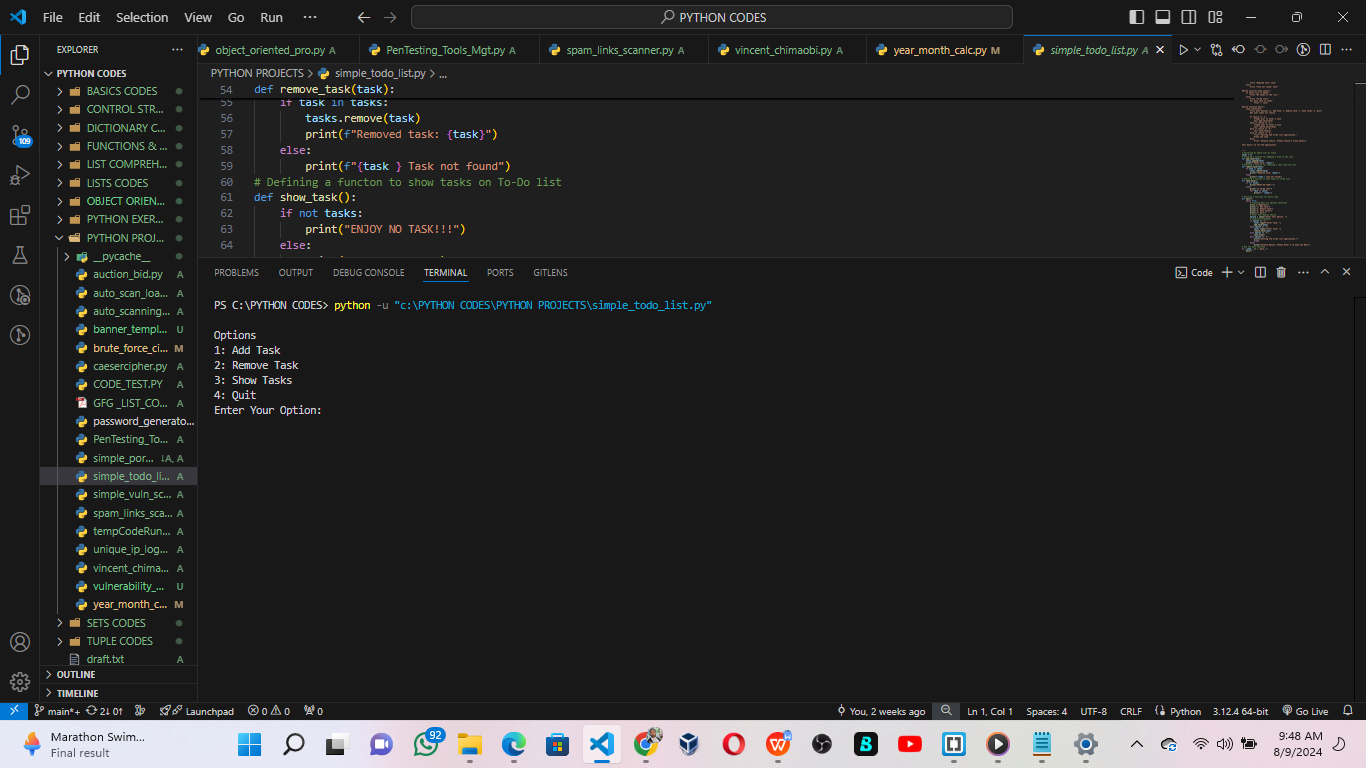 File Edit Selection View Go Run ··· PYTHON CODES
EXPLORER ···
object_oriented_pro.py A PenTesting_Tools_Mgt.py A spam_links_scanner.py A vincent_chimaobi.py A year_month_calc.py M simple_todo_list.py A
PYTHON CODES
BASICS CODES
CONTROL STR...
DICTIONARY C...
FUNCTIONS & ...
LIST COMPREH...
LISTS CODES
OBJECT ORIEN...
PYTHON EXER...
PYTHON PROJ...
__pycache__
auction_bid.py A
auto_scan_loa... A
auto_scanning... A
banner_templ... U
brute_force_ci... M
caesercipher.py A
CODE_TEST.PY A
GFG _LIST_CO... A
password_generato...
PenTesting_To... A
simple_por... ↓A, A
simple_todo_li... A
simple_vuln_sc... A
spam_links_sca... A
tempCodeRun... A
unique_ip_log... A
vincent_chima... A
vulnerability_... U
year_month_c... M
SETS CODES
TUPLE CODES
draft.txt A
OUTLINE
TIMELINE
109
PYTHON PROJECTS > simple_todo_list.py > ...
54 def remove_task(task):
55 if task in tasks:
56 tasks.remove(task)
57 print(f"Removed task: {task}")
58 else:
59 print(f"{task } Task not found")
60 # Defining a functon to show tasks on To-Do list
61 def show_task():
62 if not tasks:
63 print("ENJOY NO TASK!!!")
64 else:
PROBLEMS OUTPUT DEBUG CONSOLE TERMINAL PORTS GITLENS Code
PS C:\PYTHON CODES> python -u "c:\PYTHON CODES\PYTHON PROJECTS\simple_todo_list.py"
Options
1: Add Task
2: Remove Task
3: Show Tasks
4: Quit
Enter Your Option:
main*+ 2↓ 0↑ Launchpad 0 0 0 You, 2 weeks ago Ln 1, Col 1 Spaces: 4 UTF-8 CRLF Python 3.12.4 64-bit Go Live
Marathon Swim...
Final result
92
9:48 AM
8/9/2024